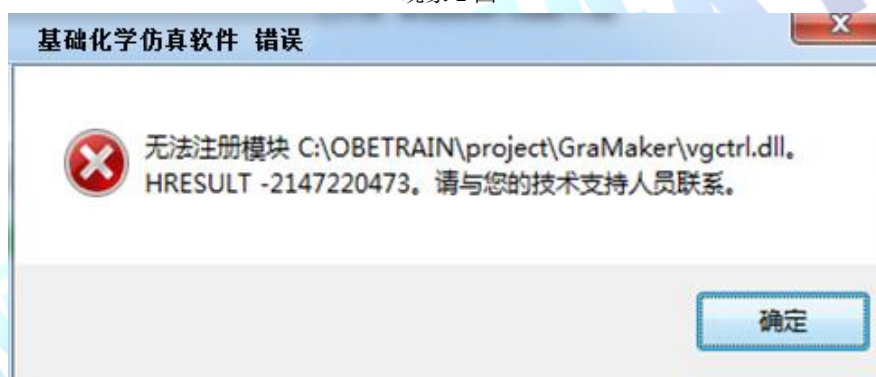 基础化学仿真软件 错误
无法注册模块 C:\OBETRAIN\project\GraMaker\vgctrl.dll。
HRESULT -2147220473。请与您的技术支持人员联系。
确定